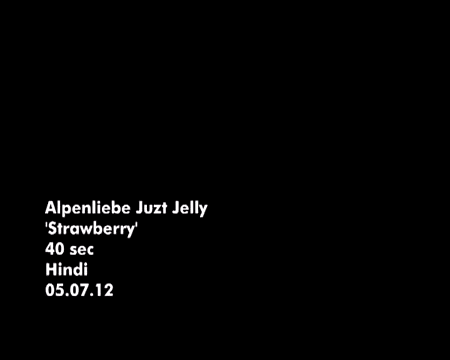 Alpenliebe Juzt Jelly
'Strawberry'
40 sec
Hindi
05.07.12